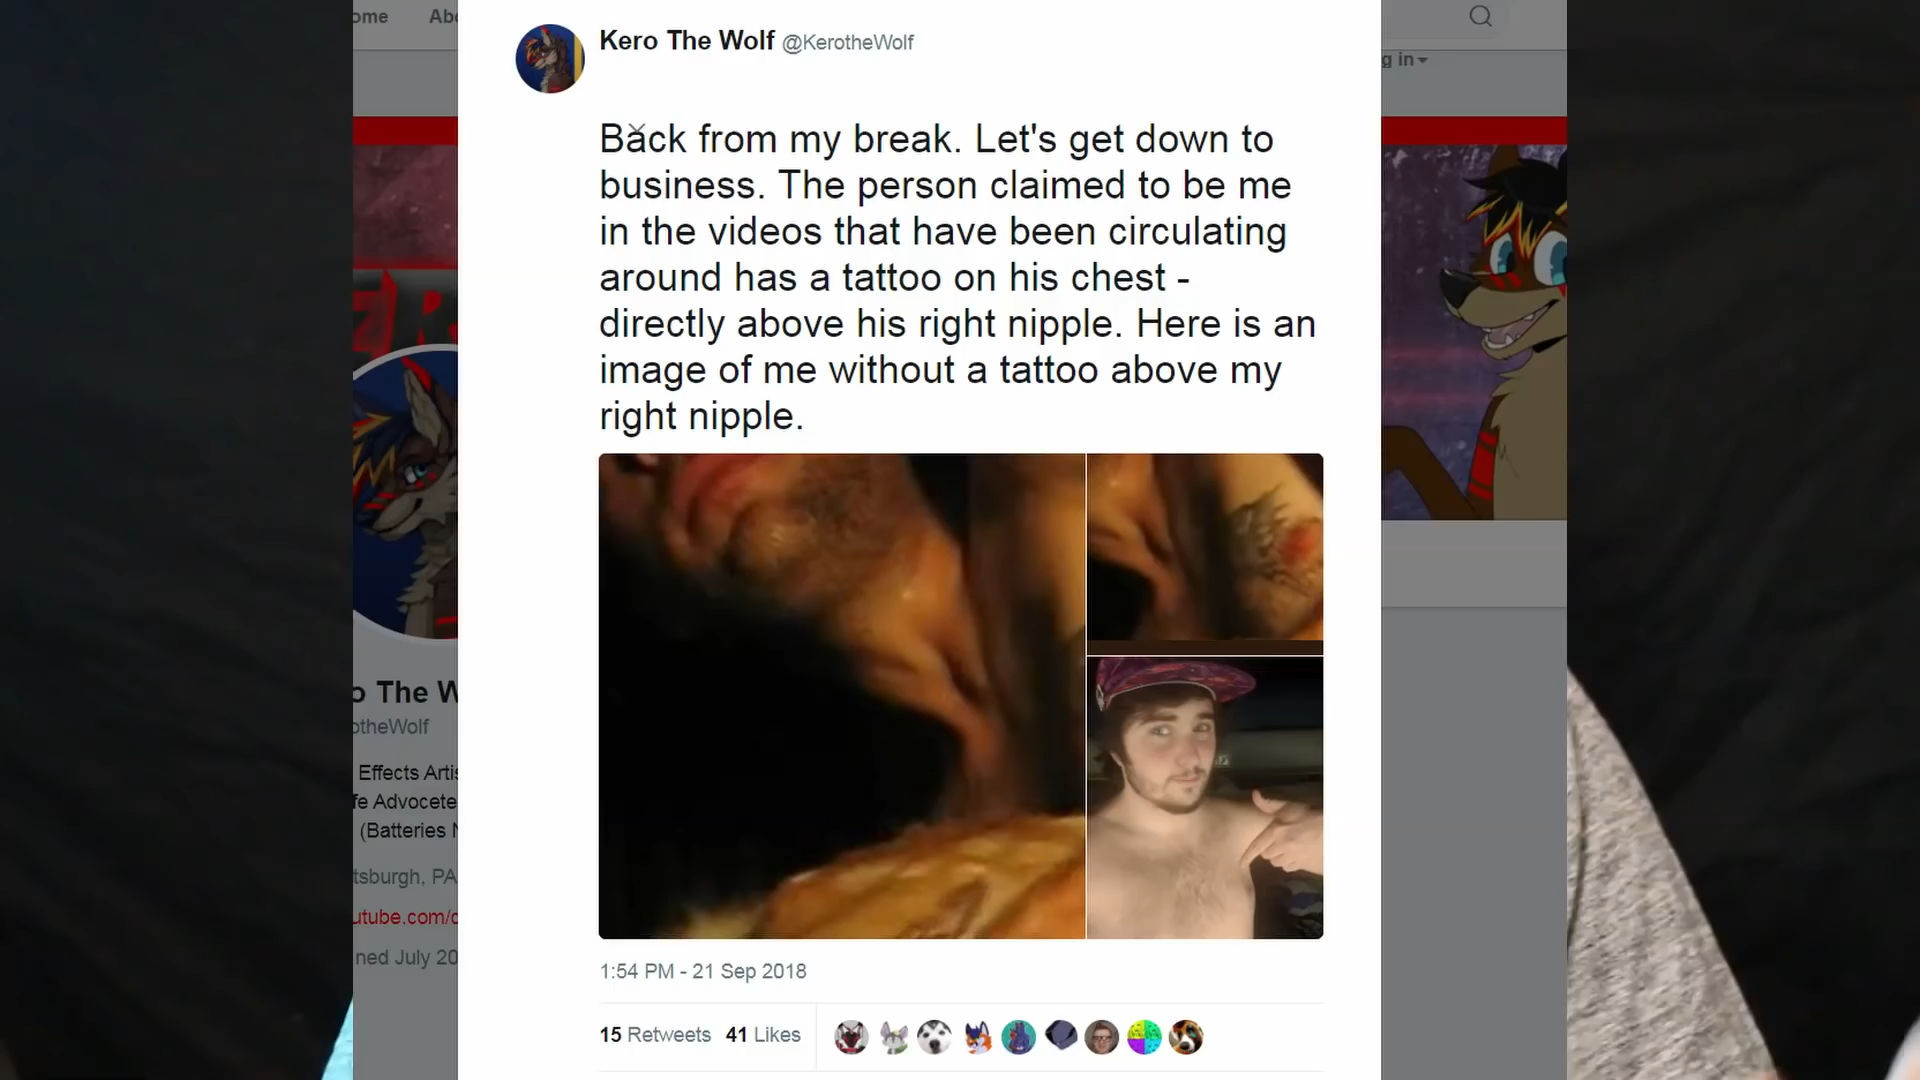 ome Abo
Kero The Wolf @KerotheWolf
g in
Back from my break. Let's get down to
business. The person claimed to be me
in the videos that have been circulating
around has a tattoo on his chest -
directly above his right nipple. Here is an
image of me without a tattoo above my
right nipple.
o The W
otheWolf
Effects Artis
fe Advocete
(Batteries N
tsburgh, PA
utube.com/c
ned July 20
1:54 PM - 21 Sep 2018
15 Retweets 41 Likes